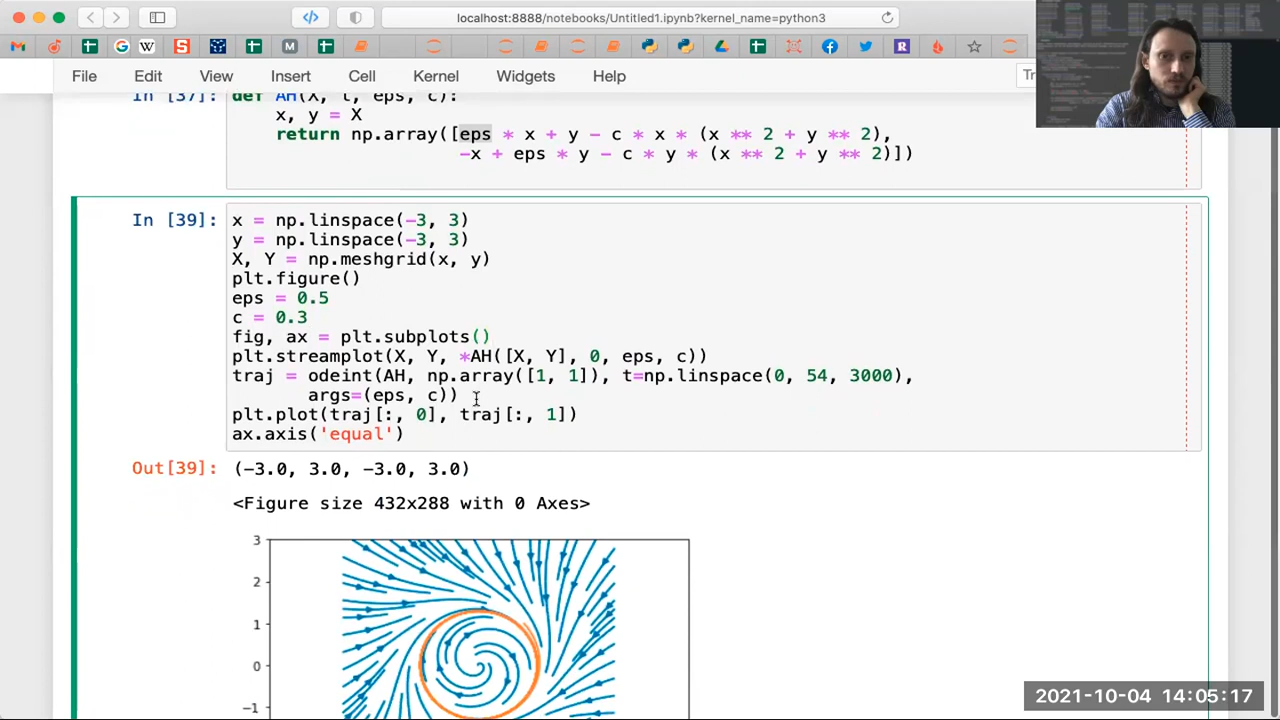 localhost:8888/notebooks/Untitled1.ipynb?kernel_name=python3
File Edit View Insert Cell Kernel Widgets Help
Tr
In [37]: def AH(X, t, eps, c):
x, y = X
return np.array([eps * x + y - c * x * (x ** 2 + y ** 2),
-x + eps * y - c * y * (x ** 2 + y ** 2)])
In [39]: x = np.linspace(-3, 3)
y = np.linspace(-3, 3)
X, Y = np.meshgrid(x, y)
plt.figure()
eps = 0.5
c = 0.3
fig, ax = plt.subplots()
plt.streamplot(X, Y, *AH([X, Y], 0, eps, c))
traj = odeint(AH, np.array([1, 1]), t=np.linspace(0, 54, 3000),
args=(eps, c))
plt.plot(traj[:, 0], traj[:, 1])
ax.axis('equal')
Out[39]: (-3.0, 3.0, -3.0, 3.0)
<Figure size 432x288 with 0 Axes>
3
2
1
0
-1
2021-10-04 14:05:17